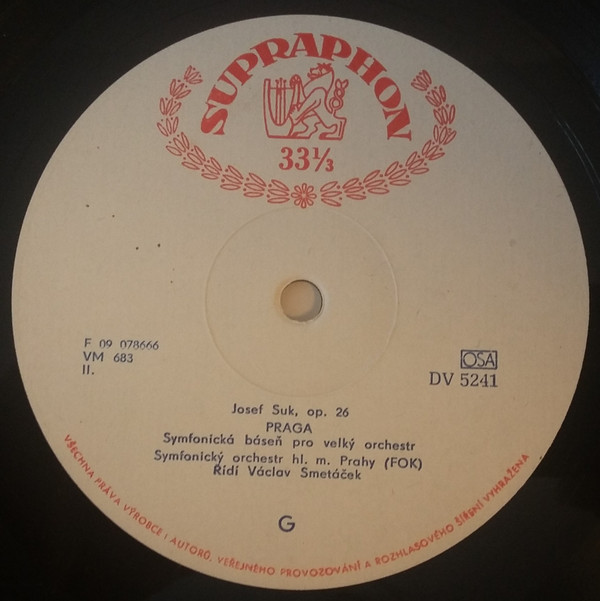 SUPRAPHON
33⅓
F 09 078666
VM 683
II.
OSA
DV 5241
Josef Suk, op. 26
PRAGA
Symfonická báseň pro velký orchestr
Symfonický orchestr hl. m. Prahy (FOK)
Řídí Václav Smetáček
G
VŠECHNA PRÁVA VÝROBCE I AUTORŮ, VEŘEJNÉHO PROVOZOVÁNÍ A ROZHLASOVÉHO ŠÍŘENÍ VYHRAŽENA